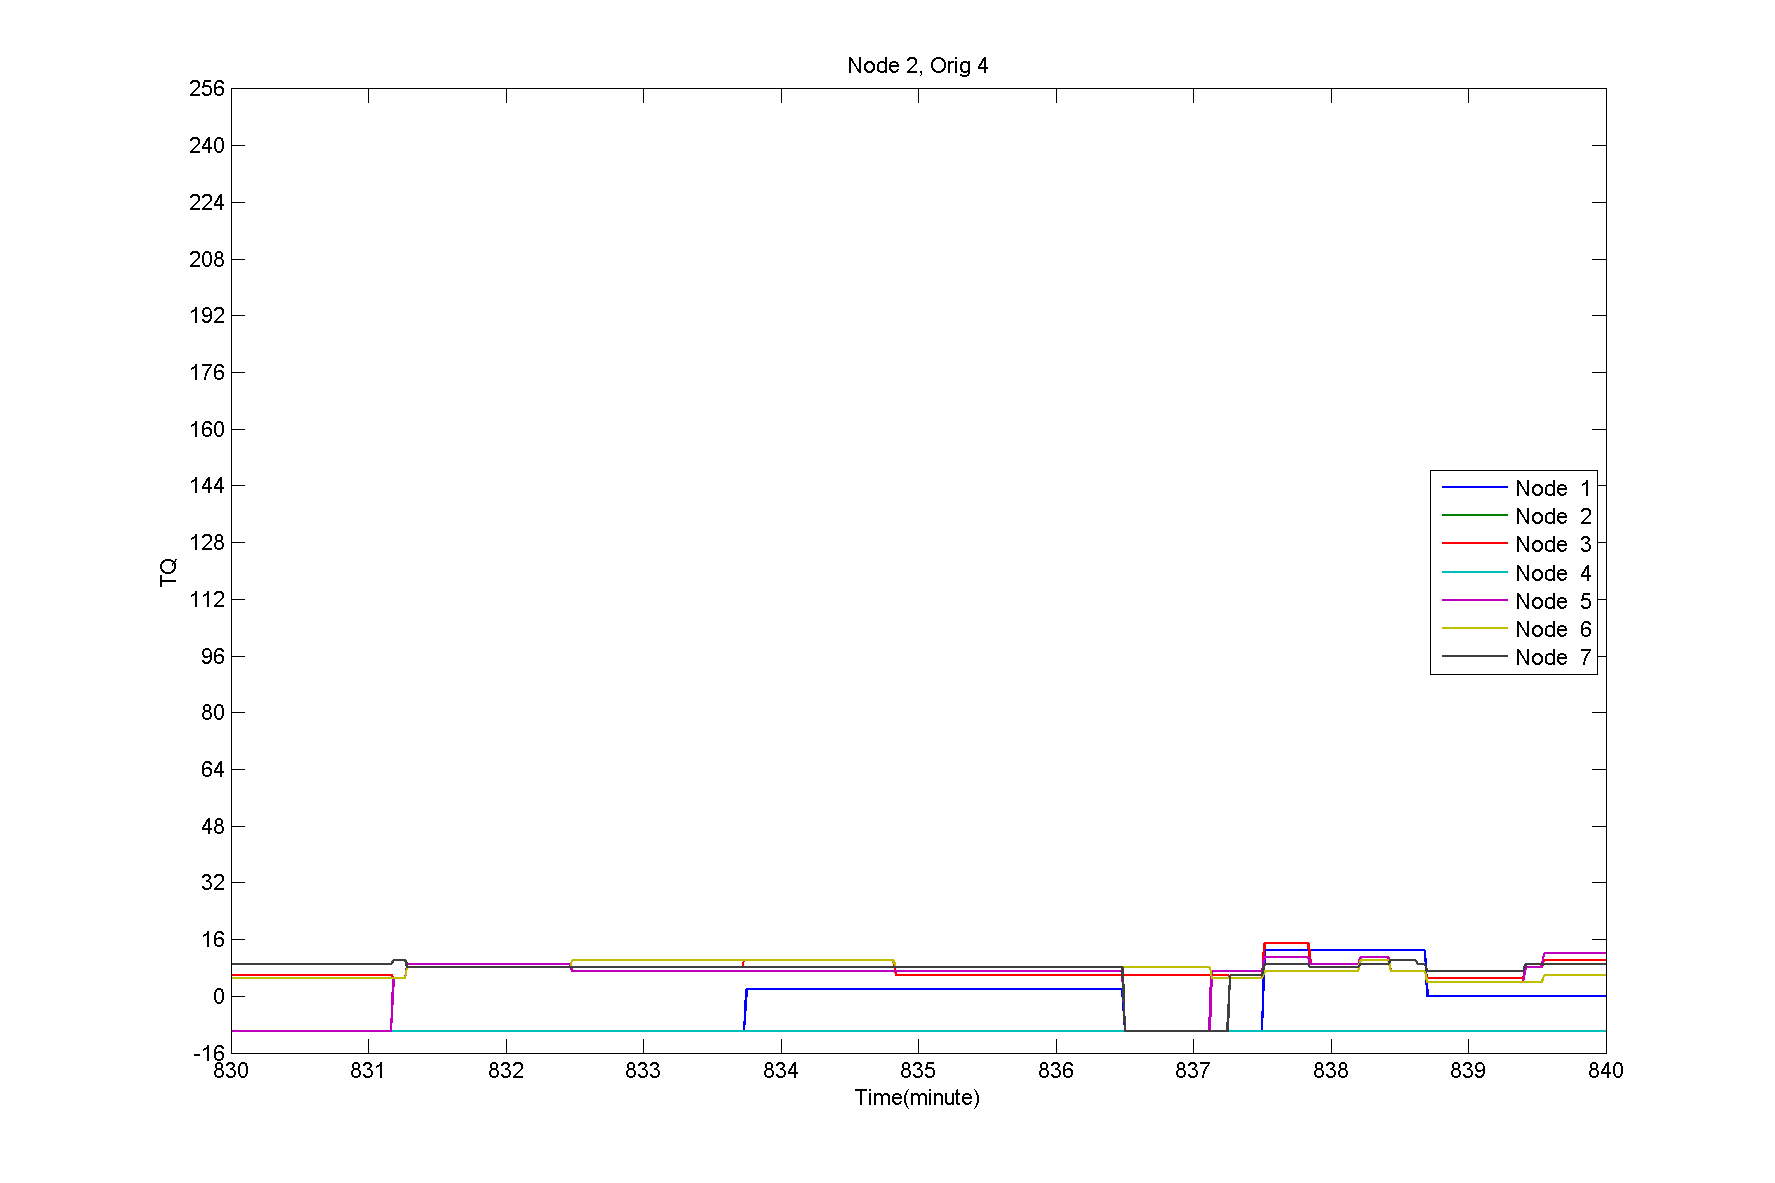 Node 2, Orig 4
256
240
224
208
192
176
160
144
128
112
96
80
64
48
32
16
0
-16
TQ
Node 1
Node 2
Node 3
Node 4
Node 5
Node 6
Node 7
830 831 832 833 834 835 836 837 838 839 840
Time(minute)